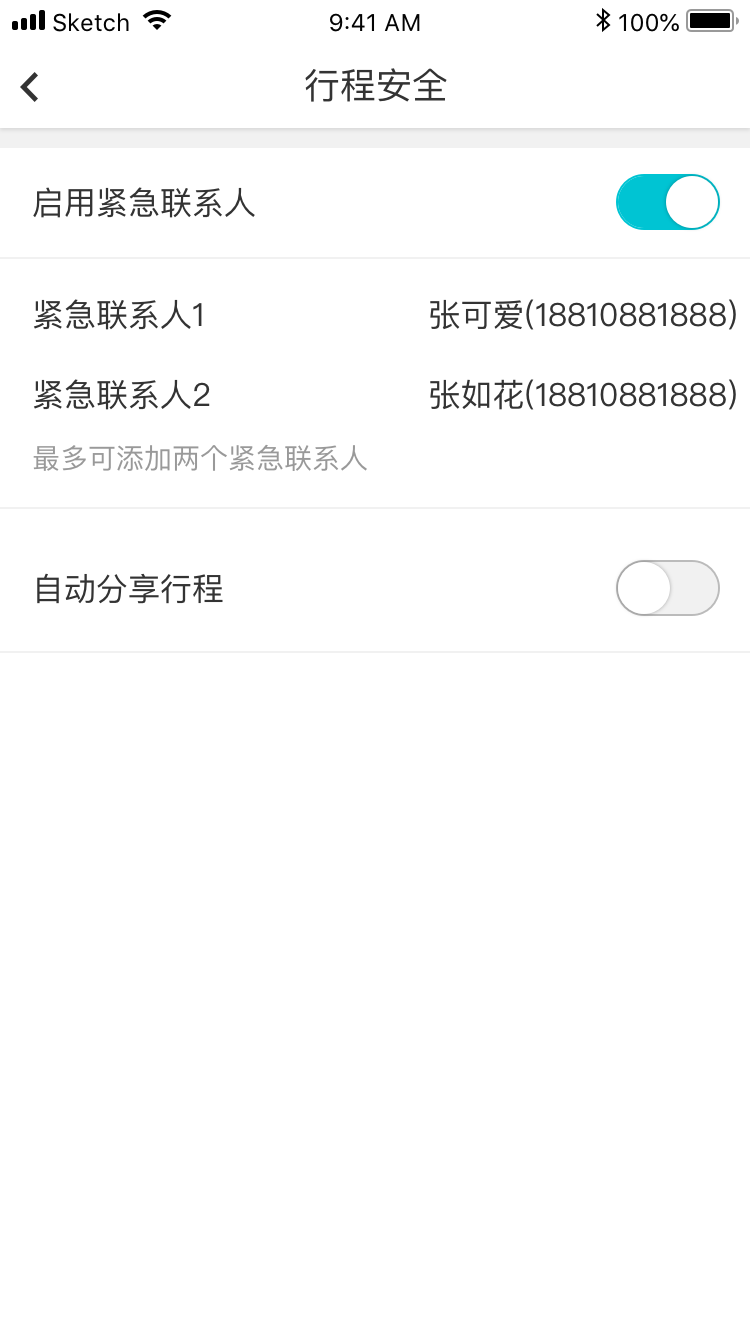 Sketch 9:41 AM 100%
行程安全
启用紧急联系人
紧急联系人1 张可爱(18810881888)
紧急联系人2 张如花(18810881888)
最多可添加两个紧急联系人
自动分享行程